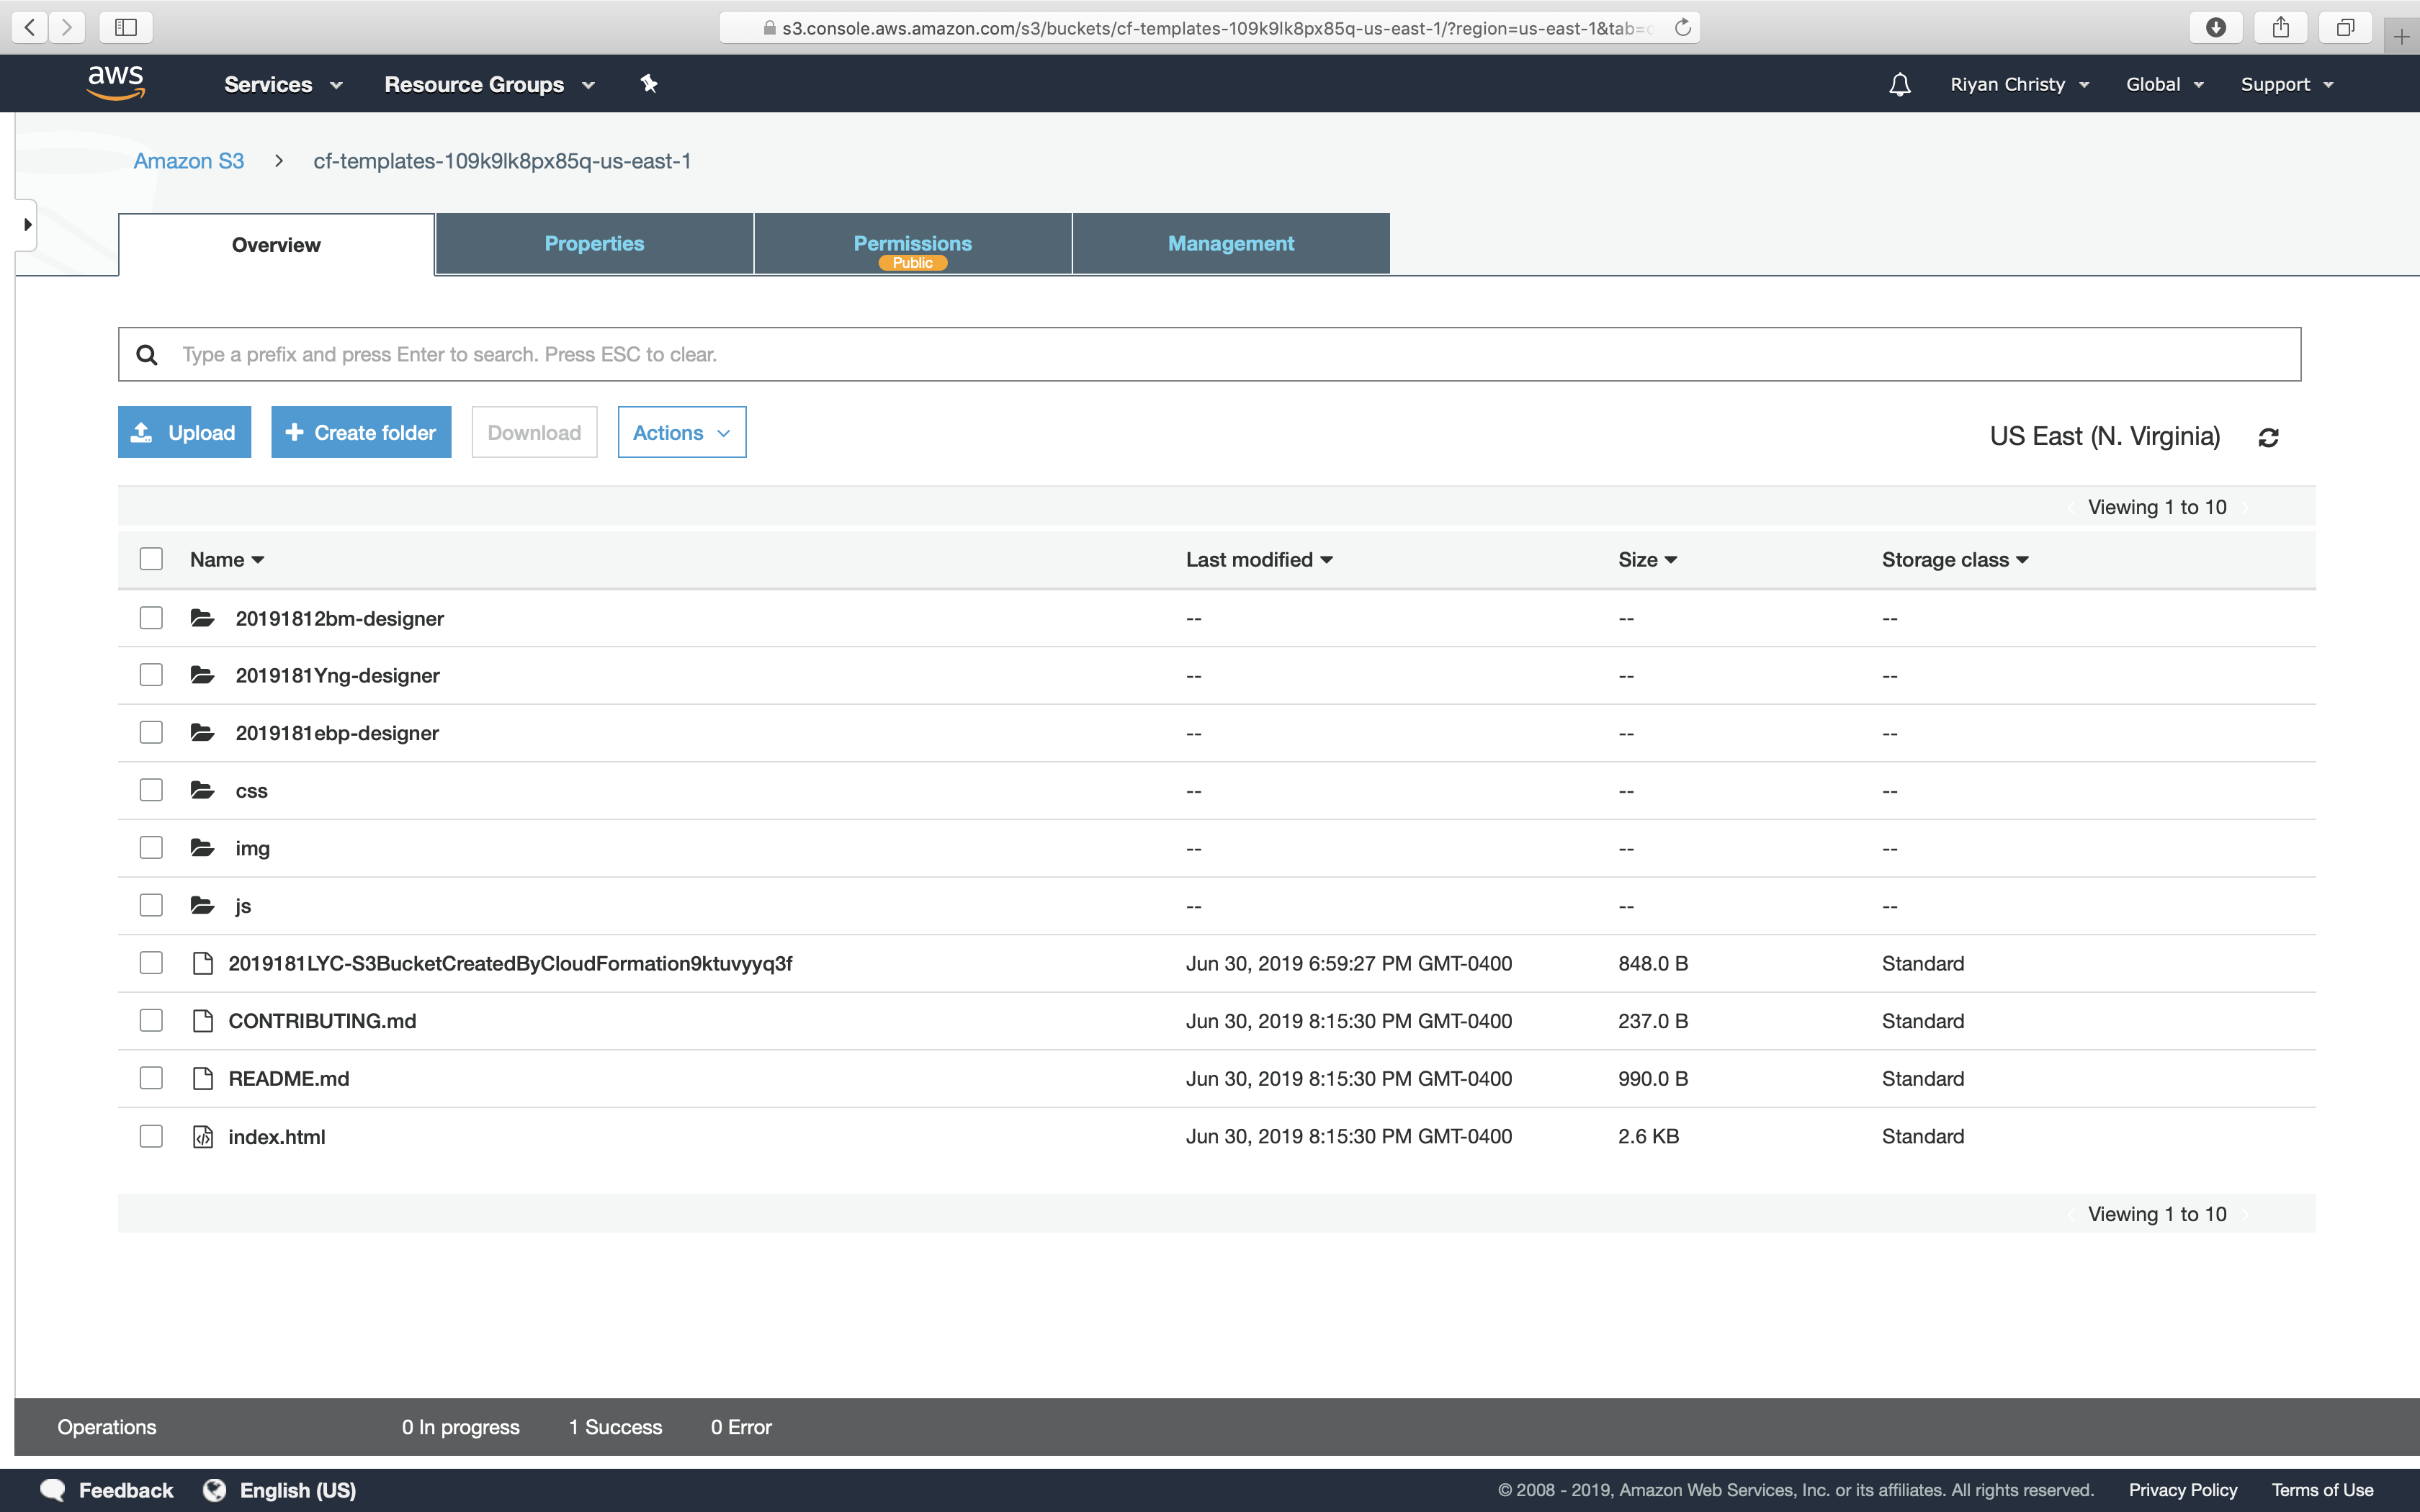 s3.console.aws.amazon.com/s3/buckets/cf-templates-109k9lk8px85q-us-east-1/?region=us-east-1&tab=
aws Services Resource Groups Riyan Christy Global Support
Amazon S3 > cf-templates-109k9lk8px85q-us-east-1
Overview Properties Permissions Management
Public
Type a prefix and press Enter to search. Press ESC to clear.
Upload + Create folder Download Actions US East (N. Virginia)
Viewing 1 to 10
Name Last modified Size Storage class
20191812bm-designer -- -- --
2019181Yng-designer -- -- --
2019181ebp-designer -- -- --
css -- -- --
img -- -- --
js -- -- --
2019181LYC-S3BucketCreatedByCloudFormation9ktuvyyq3f Jun 30, 2019 6:59:27 PM GMT-0400 848.0 B Standard
CONTRIBUTING.md Jun 30, 2019 8:15:30 PM GMT-0400 237.0 B Standard
README.md Jun 30, 2019 8:15:30 PM GMT-0400 990.0 B Standard
index.html Jun 30, 2019 8:15:30 PM GMT-0400 2.6 KB Standard
Viewing 1 to 10
Operations 0 In progress 1 Success 0 Error
Feedback English (US) © 2008 - 2019, Amazon Web Services, Inc. or its affiliates. All rights reserved. Privacy Policy Terms of Use